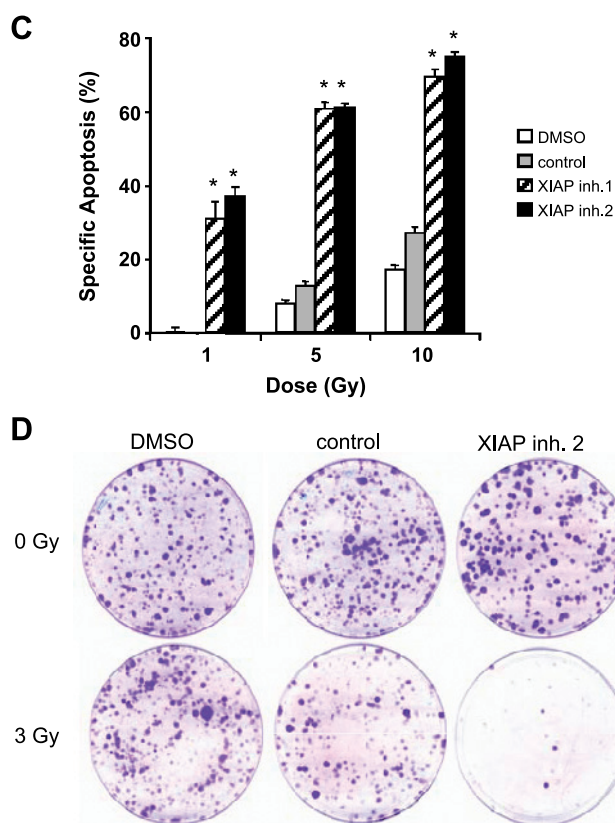 C
80
60
40
20
0
Specific Apoptosis (%)
* *
* *
* *
1 5 10
Dose (Gy)
DMSO
control
XIAP inh.1
XIAP inh.2
D
DMSO control XIAP inh. 2
0 Gy
3 Gy